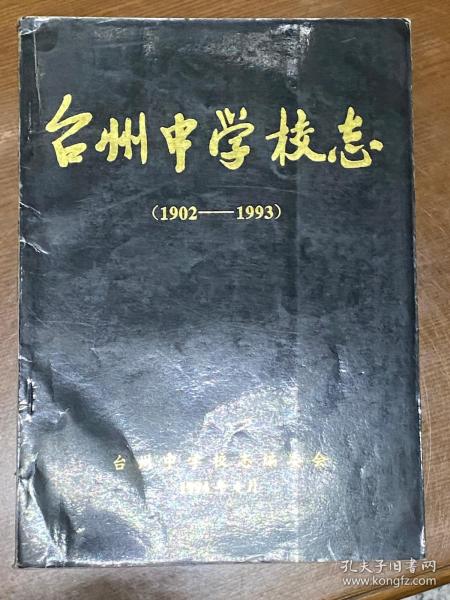 台州中学校志
（1902——1993）
台州中学校志编委会
孔夫子旧书网
www.kongfz.com